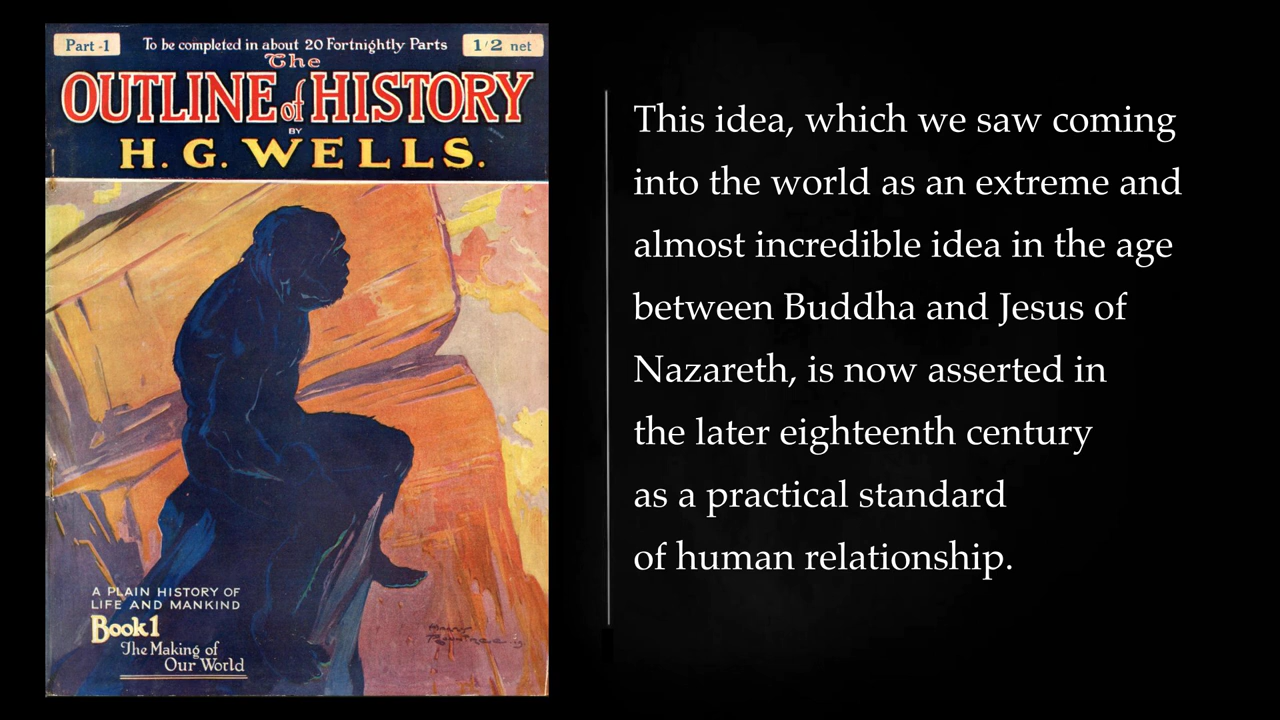 Part -1
To be completed in about 20 Fortnightly Parts
1/2 net
The
OUTLINE of HISTORY
BY
H. G. WELLS.
A PLAIN HISTORY OF
LIFE AND MANKIND
Book 1
The Making of
Our World
This idea, which we saw coming
into the world as an extreme and
almost incredible idea in the age
between Buddha and Jesus of
Nazareth, is now asserted in
the later eighteenth century
as a practical standard
of human relationship.